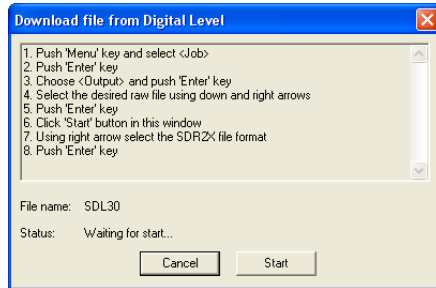 Download file from Digital Level
1. Push 'Menu' key and select <Job>
2. Push 'Enter' key
3. Choose <Output> and push 'Enter' key
4. Select the desired raw file using down and right arrows
5. Push 'Enter' key
6. Click 'Start' button in this window
7. Using right arrow select the SDR2X file format
8. Push 'Enter' key
File name: SDL30
Status: Waiting for start...
Cancel Start